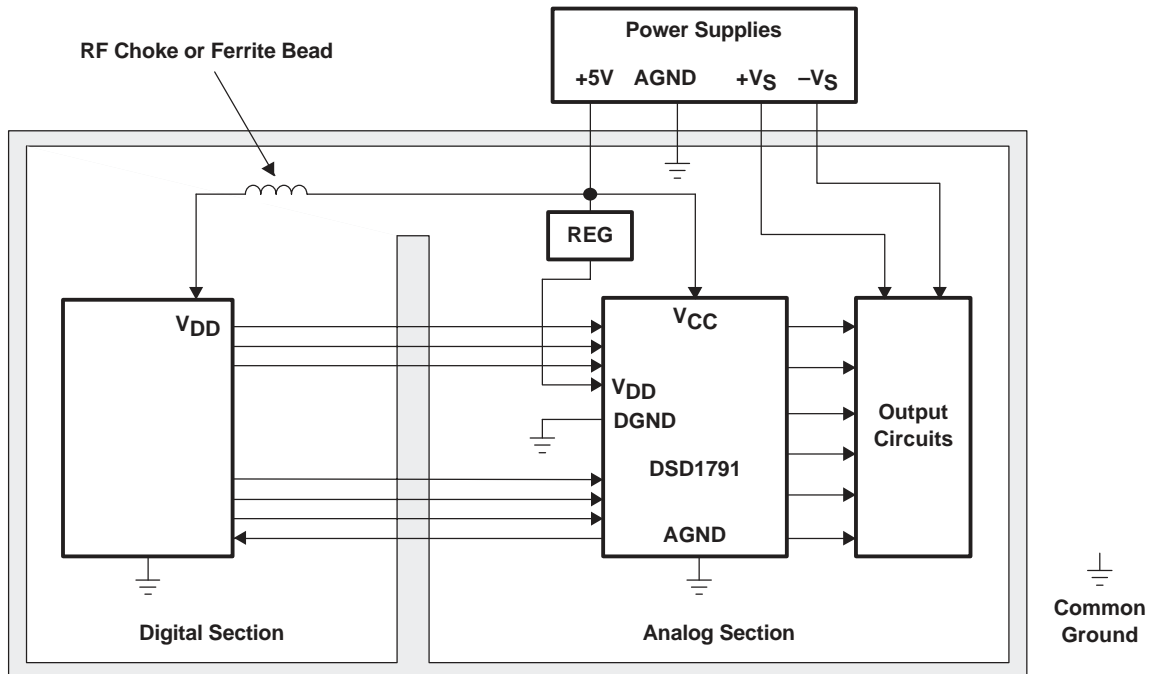 Power Supplies
RF Choke or Ferrite Bead
+5V AGND +VS –VS
REG
VDD
VCC
VDD
DGND
Output
Circuits
DSD1791
AGND
Common
Ground
Digital Section
Analog Section